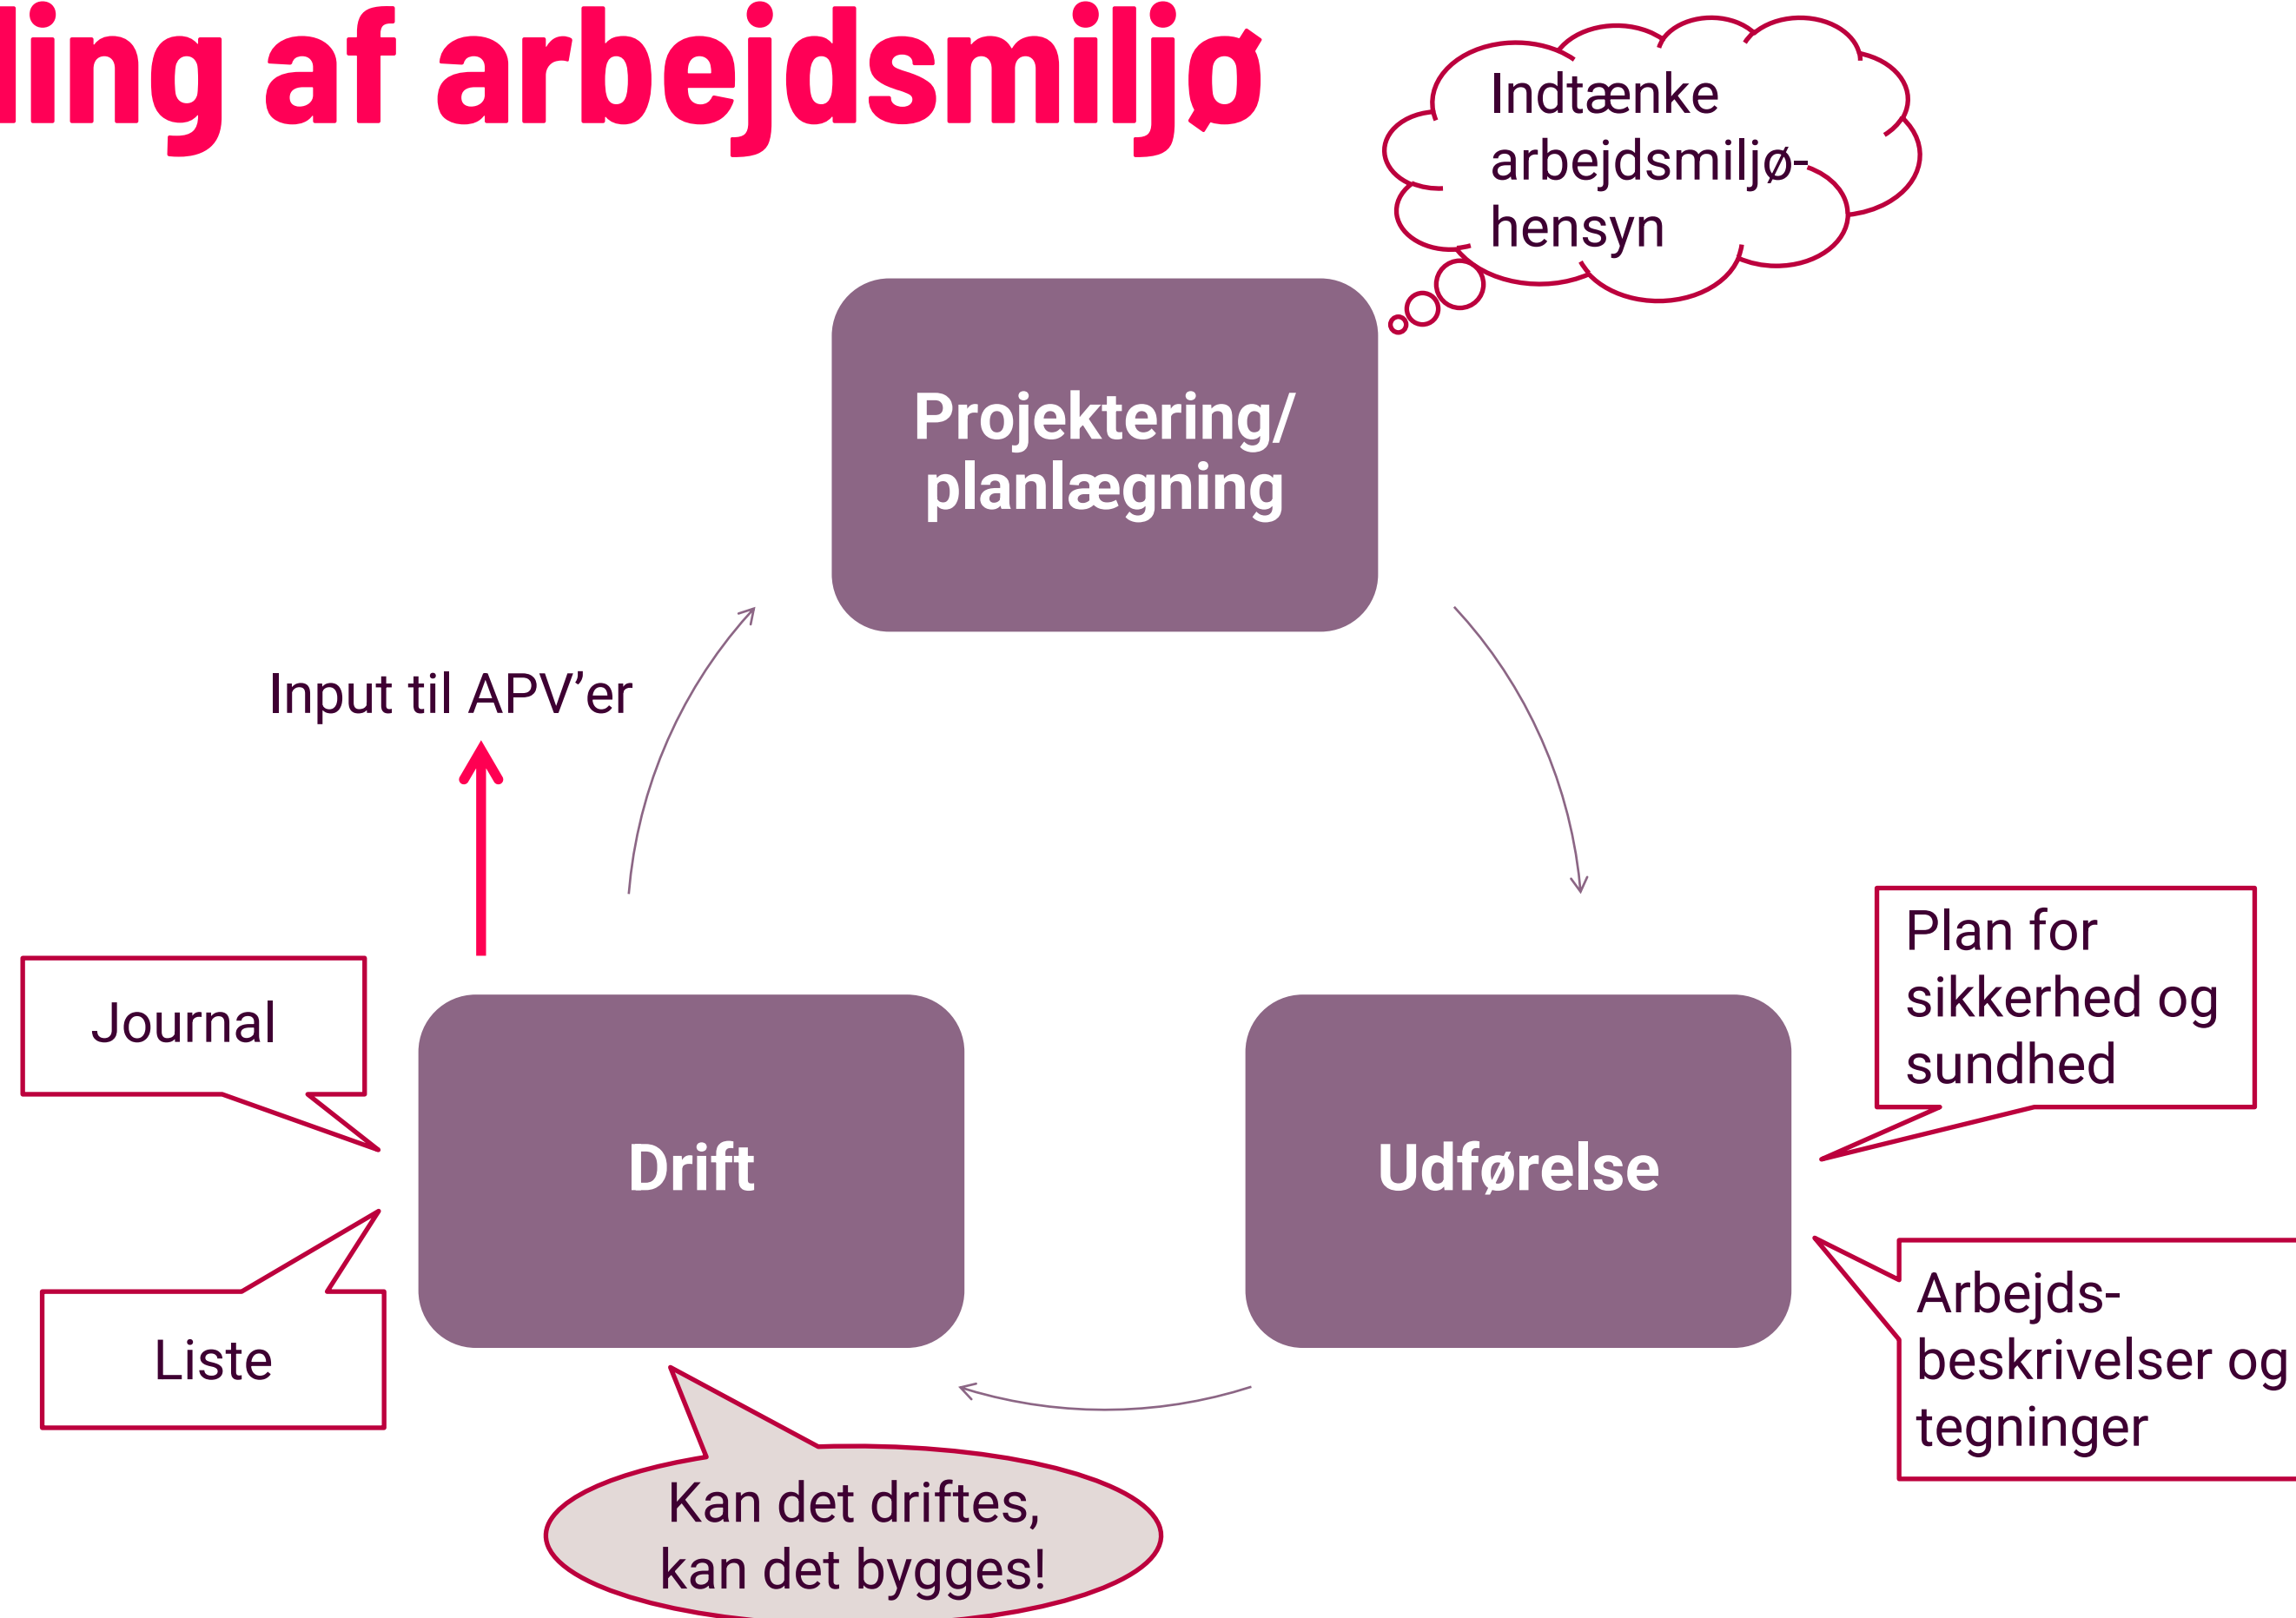 ling af arbejdsmiljø
Indtænke
arbejdsmiljø-
hensyn
Projektering/
planlægning
Input til APV’er
Plan for
sikkerhed og
sundhed
Journal
Drift
Udførelse
Liste
Arbejds-
beskrivelser og
tegninger
Kan det driftes,
kan det bygges!